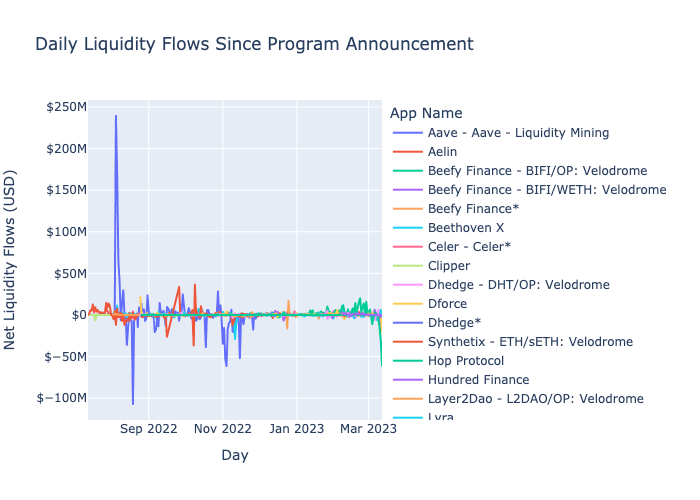 Daily Liquidity Flows Since Program Announcement
$250M
$200M
$150M
$100M
$50M
$0
$−50M
$−100M
Net Liquidity Flows (USD)
Sep 2022
Nov 2022
Jan 2023
Mar 2023
Day
App Name
Aave - Aave - Liquidity Mining
Aelin
Beefy Finance - BIFI/OP: Velodrome
Beefy Finance - BIFI/WETH: Velodrome
Beefy Finance*
Beethoven X
Celer - Celer*
Clipper
Dhedge - DHT/OP: Velodrome
Dforce
Dhedge*
Synthetix - ETH/sETH: Velodrome
Hop Protocol
Hundred Finance
Layer2Dao - L2DAO/OP: Velodrome
Lyra